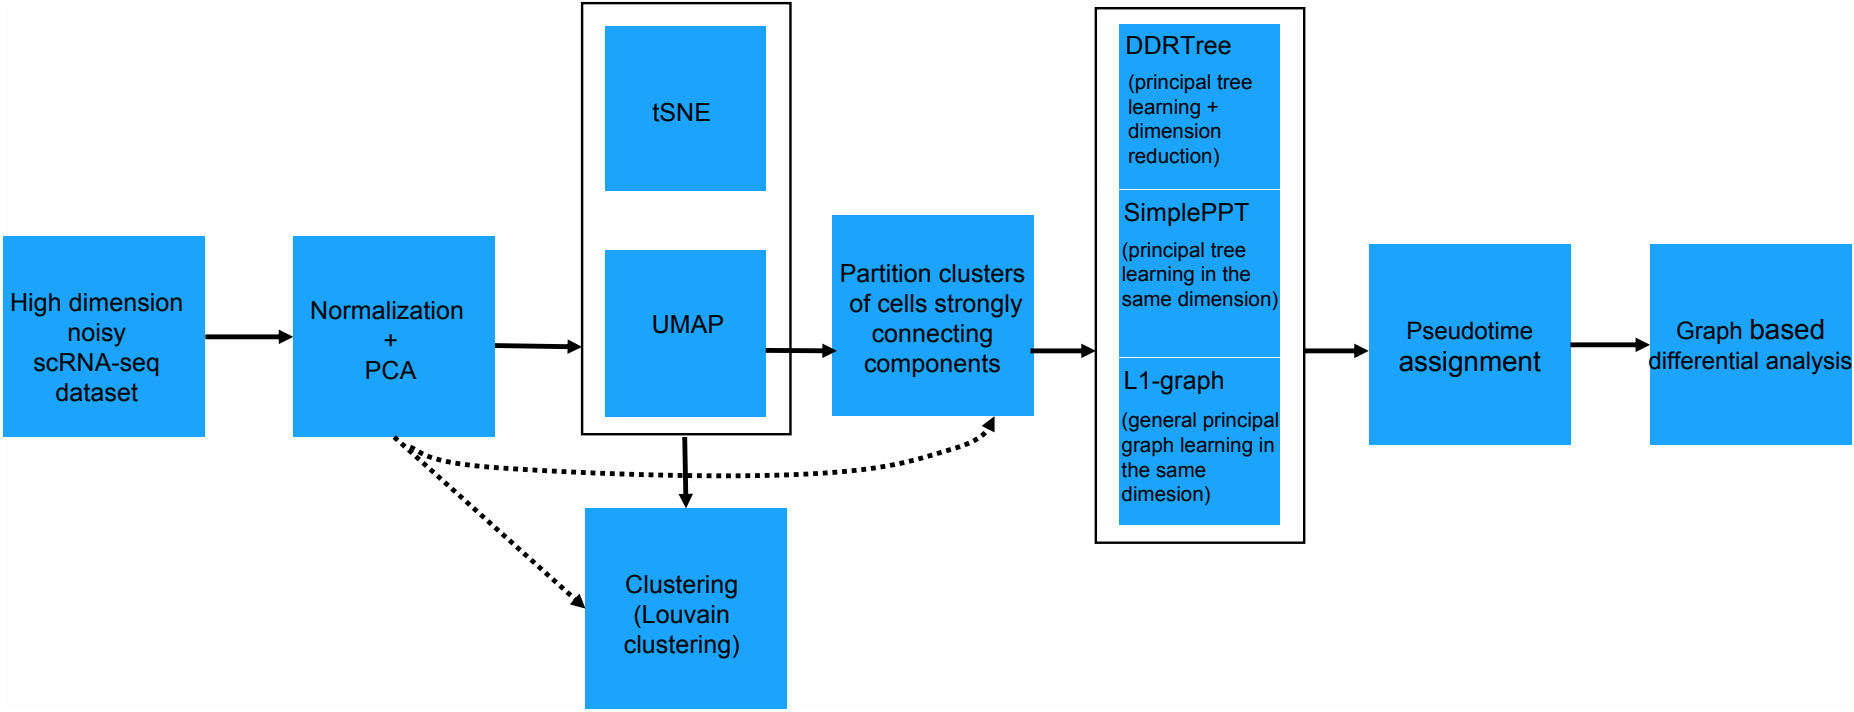 High dimension
noisy
scRNA-seq
dataset
Normalization
+
PCA
tSNE
UMAP
Clustering
(Louvain
clustering)
Partition clusters
of cells strongly
connecting
components
DDRTree
(principal tree
learning +
dimension
reduction)
SimplePPT
(principal tree
learning in the
same dimension)
L1-graph
(general principal
graph learning in
the same
dimesion)
Pseudotime
assignment
Graph based
differential analysis